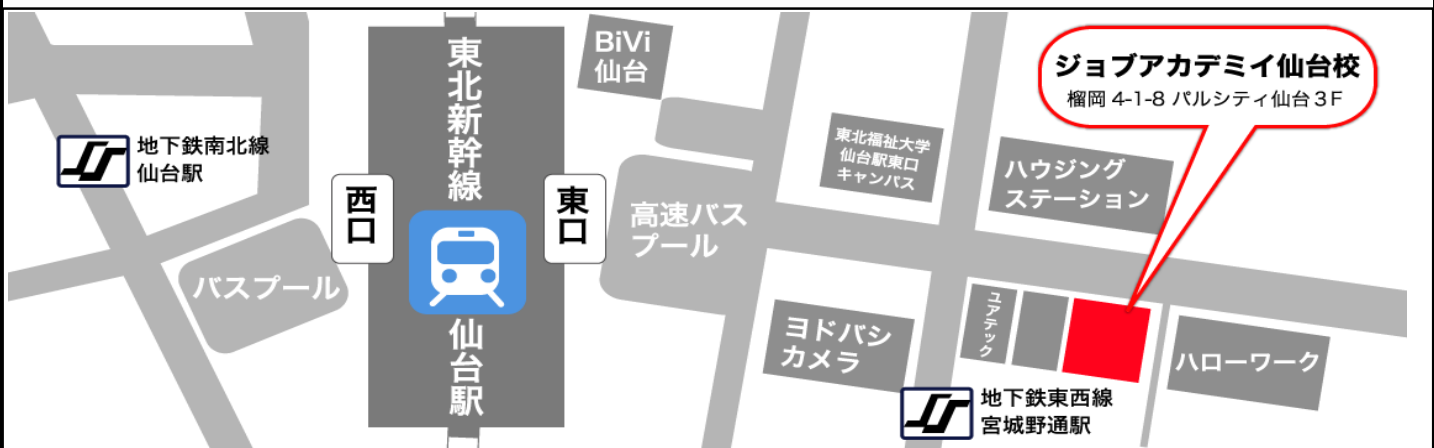 地下鉄南北線
仙台駅
バスプール
西口
東北新幹線
仙台駅
東口
BiVi
仙台
高速バス
プール
東北福祉大学
仙台駅東口
キャンパス
ヨドバシ
カメラ
ハウジング
ステーション
ジョブアカデミイ仙台校
榴岡 4-1-8 パルシティ仙台3F
ユアテック
ハローワーク
地下鉄東西線
宮城野通駅